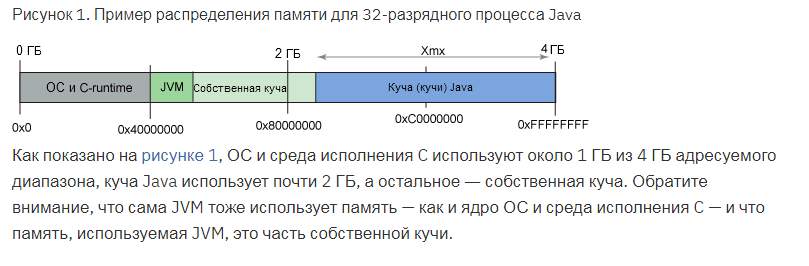 Рисунок 1. Пример распределения памяти для 32-разрядного процесса Java
0 ГБ 2 ГБ Xmx 4 ГБ
ОС и C-runtime JVM Собственная куча Куча (кучи) Java
0x0 0x40000000 0x80000000 0xC0000000 0xFFFFFFFF
Как показано на рисунке 1, ОС и среда исполнения C используют около 1 ГБ из 4 ГБ адресуемого
диапазона, куча Java использует почти 2 ГБ, а остальное — собственная куча. Обратите
внимание, что сама JVM тоже использует память — как и ядро ОС и среда исполнения C — и что
память, используемая JVM, это часть собственной кучи.